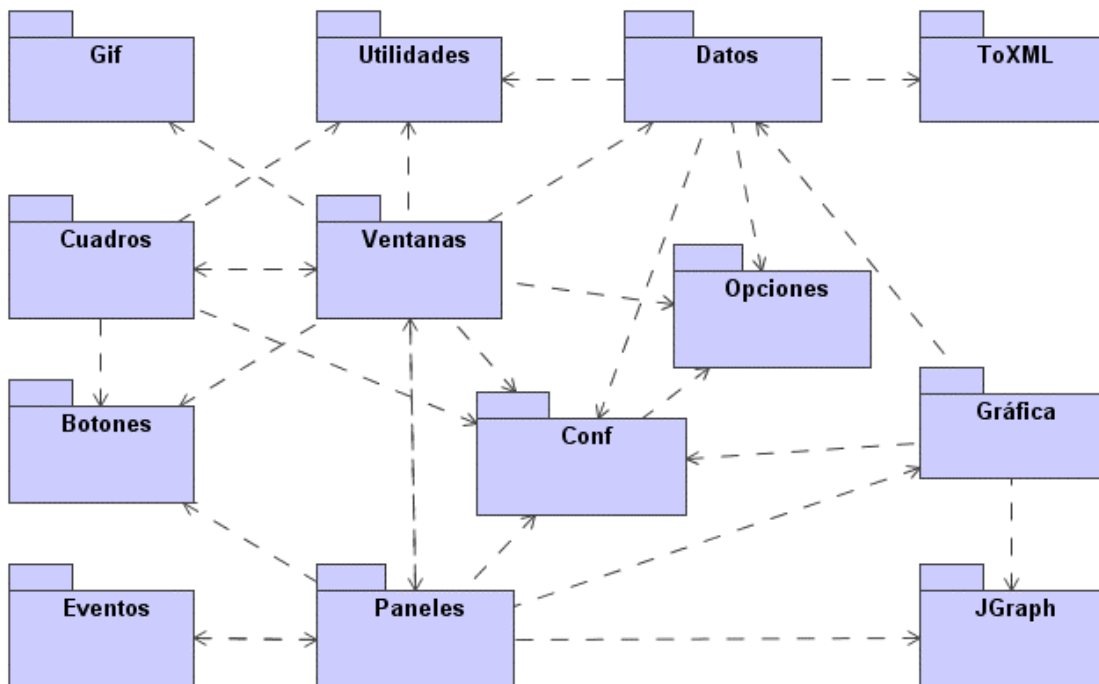 Gif
Utilidades
Datos
ToXML
Cuadros
Ventanas
Opciones
Botones
Conf
Gráfica
Eventos
Paneles
JGraph